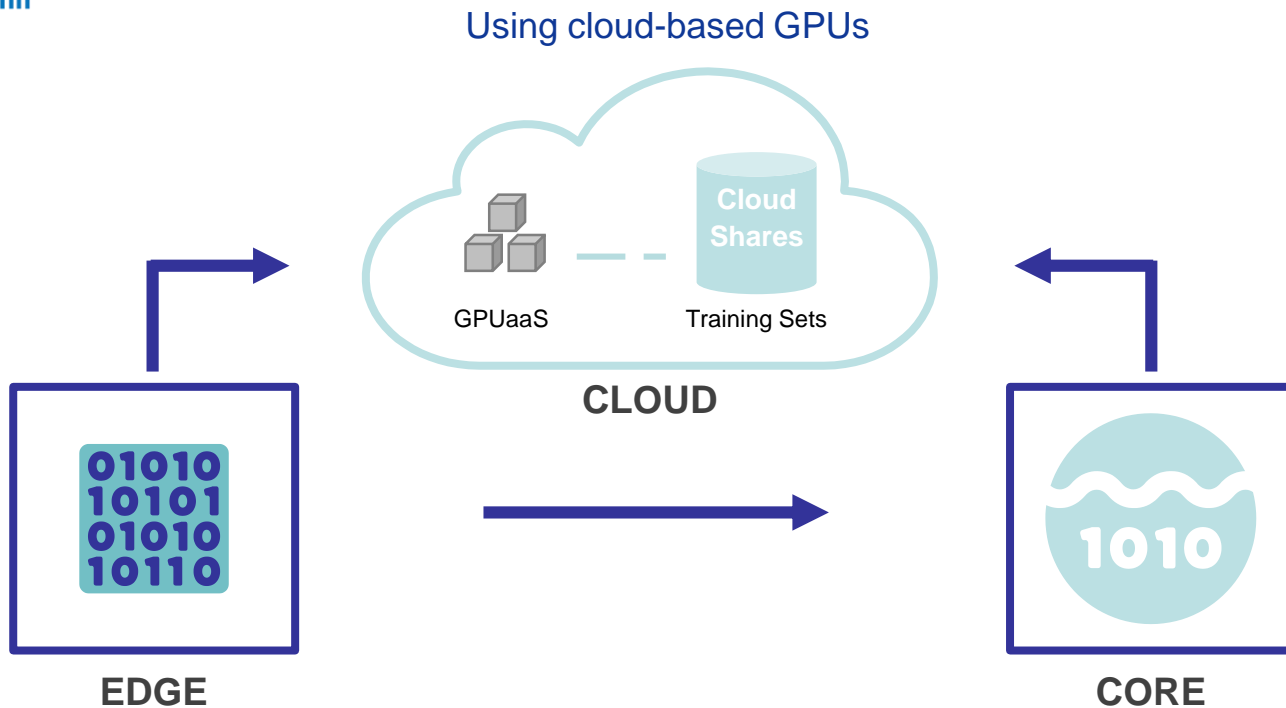 Using cloud-based GPUs
Cloud
Shares
GPUaaS
Training Sets
CLOUD
01010
10101
01010
10110
1010
EDGE
CORE